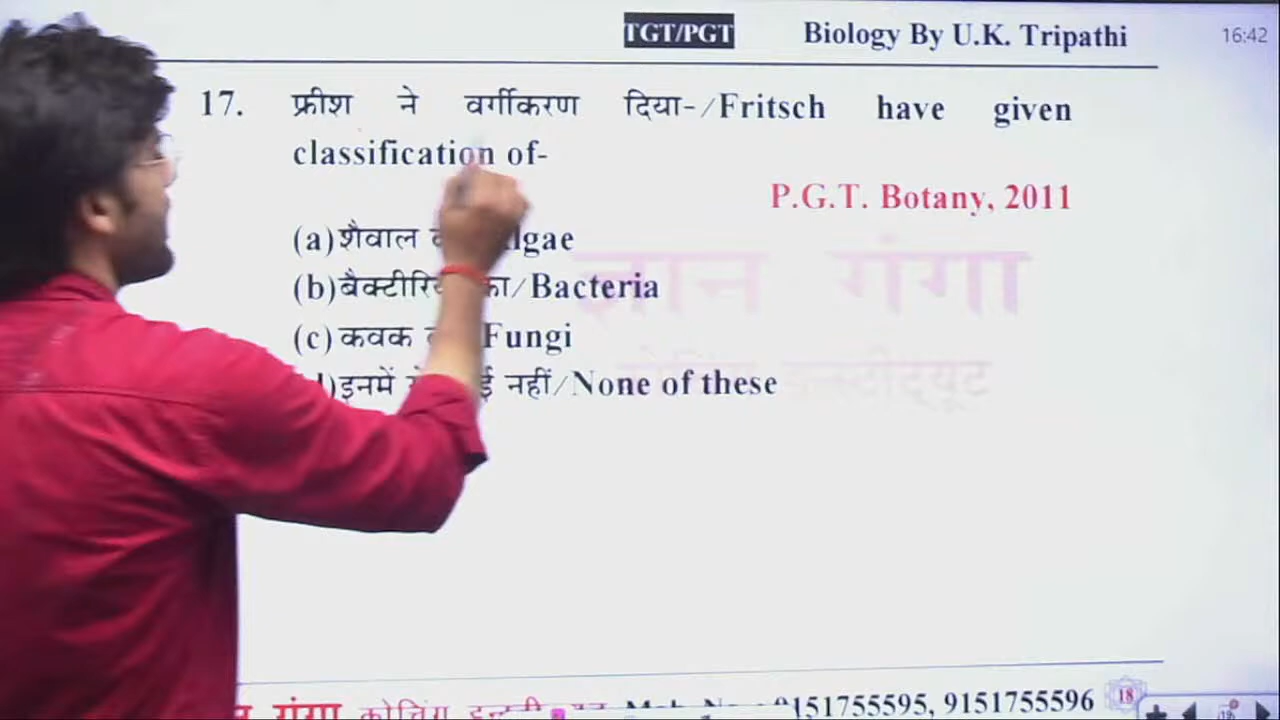 TGT/PGT Biology By U.K. Tripathi 16:42
17. फ्रीश ने वर्गीकरण दिया-/Fritsch have given
classification of-
P.G.T. Botany, 2011
(a) शैवाल
(b) का/Bacteria
(c) कवक Fungi
इनमें नहीं/None of these
ज्ञान गंगा
गंगा कोचिंग 9151755596 18